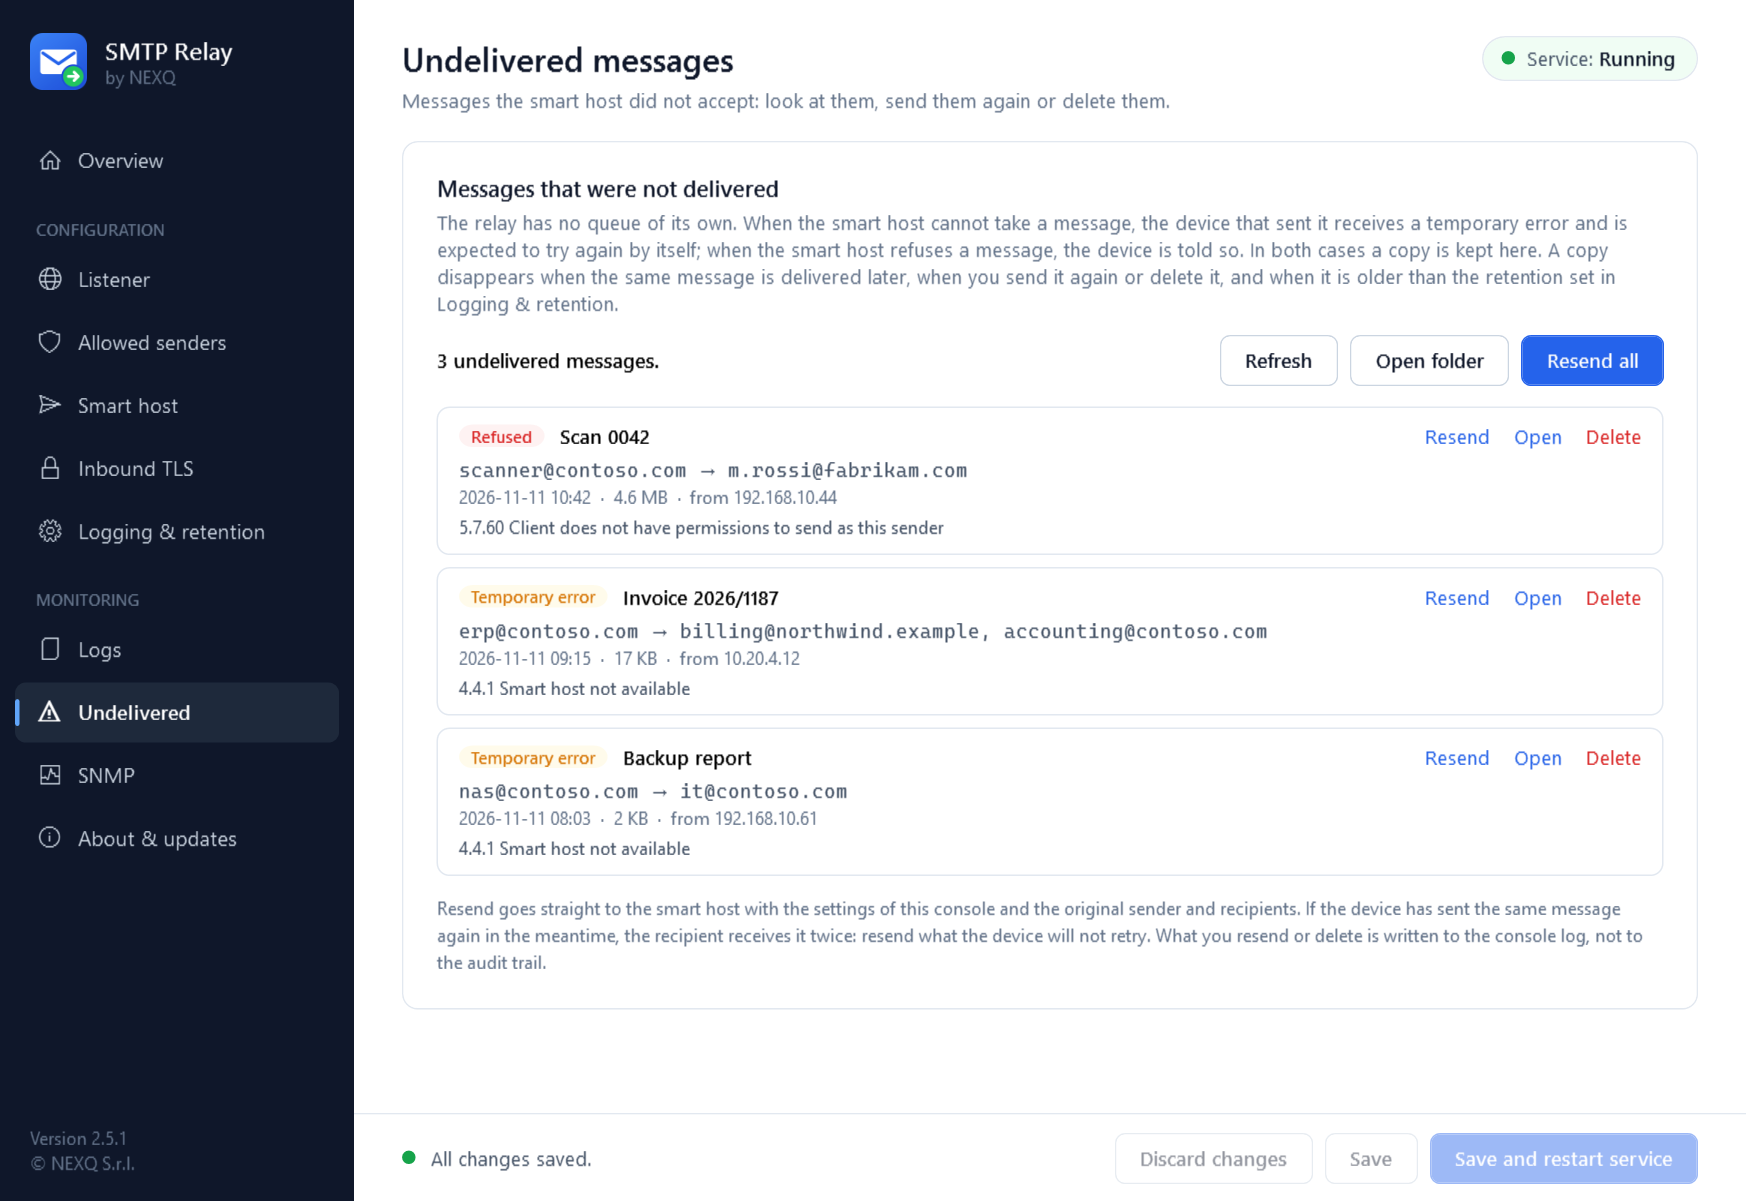 SMTP Relay
by NEXQ
Overview
CONFIGURATION
Listener
Allowed senders
Smart host
Inbound TLS
Logging & retention
MONITORING
Logs
Undelivered
SNMP
About & updates
Version 2.5.1
© NEXQ S.r.l.
Undelivered messages
Service: Running
Messages the smart host did not accept: look at them, send them again or delete them.
Messages that were not delivered
The relay has no queue of its own. When the smart host cannot take a message, the device that sent it receives a temporary error and is
expected to try again by itself; when the smart host refuses a message, the device is told so. In both cases a copy is kept here. A copy
disappears when the same message is delivered later, when you send it again or delete it, and when it is older than the retention set in
Logging & retention.
3 undelivered messages.
Refresh
Open folder
Resend all
Refused Scan 0042
Resend Open Delete
scanner@contoso.com → m.rossi@fabrikam.com
2026-11-11 10:42 · 4.6 MB · from 192.168.10.44
5.7.60 Client does not have permissions to send as this sender
Temporary error Invoice 2026/1187
Resend Open Delete
erp@contoso.com → billing@northwind.example, accounting@contoso.com
2026-11-11 09:15 · 17 KB · from 10.20.4.12
4.4.1 Smart host not available
Temporary error Backup report
Resend Open Delete
nas@contoso.com → it@contoso.com
2026-11-11 08:03 · 2 KB · from 192.168.10.61
4.4.1 Smart host not available
Resend goes straight to the smart host with the settings of this console and the original sender and recipients. If the device has sent the same message
again in the meantime, the recipient receives it twice: resend what the device will not retry. What you resend or delete is written to the console log, not to
the audit trail.
All changes saved.
Discard changes
Save
Save and restart service